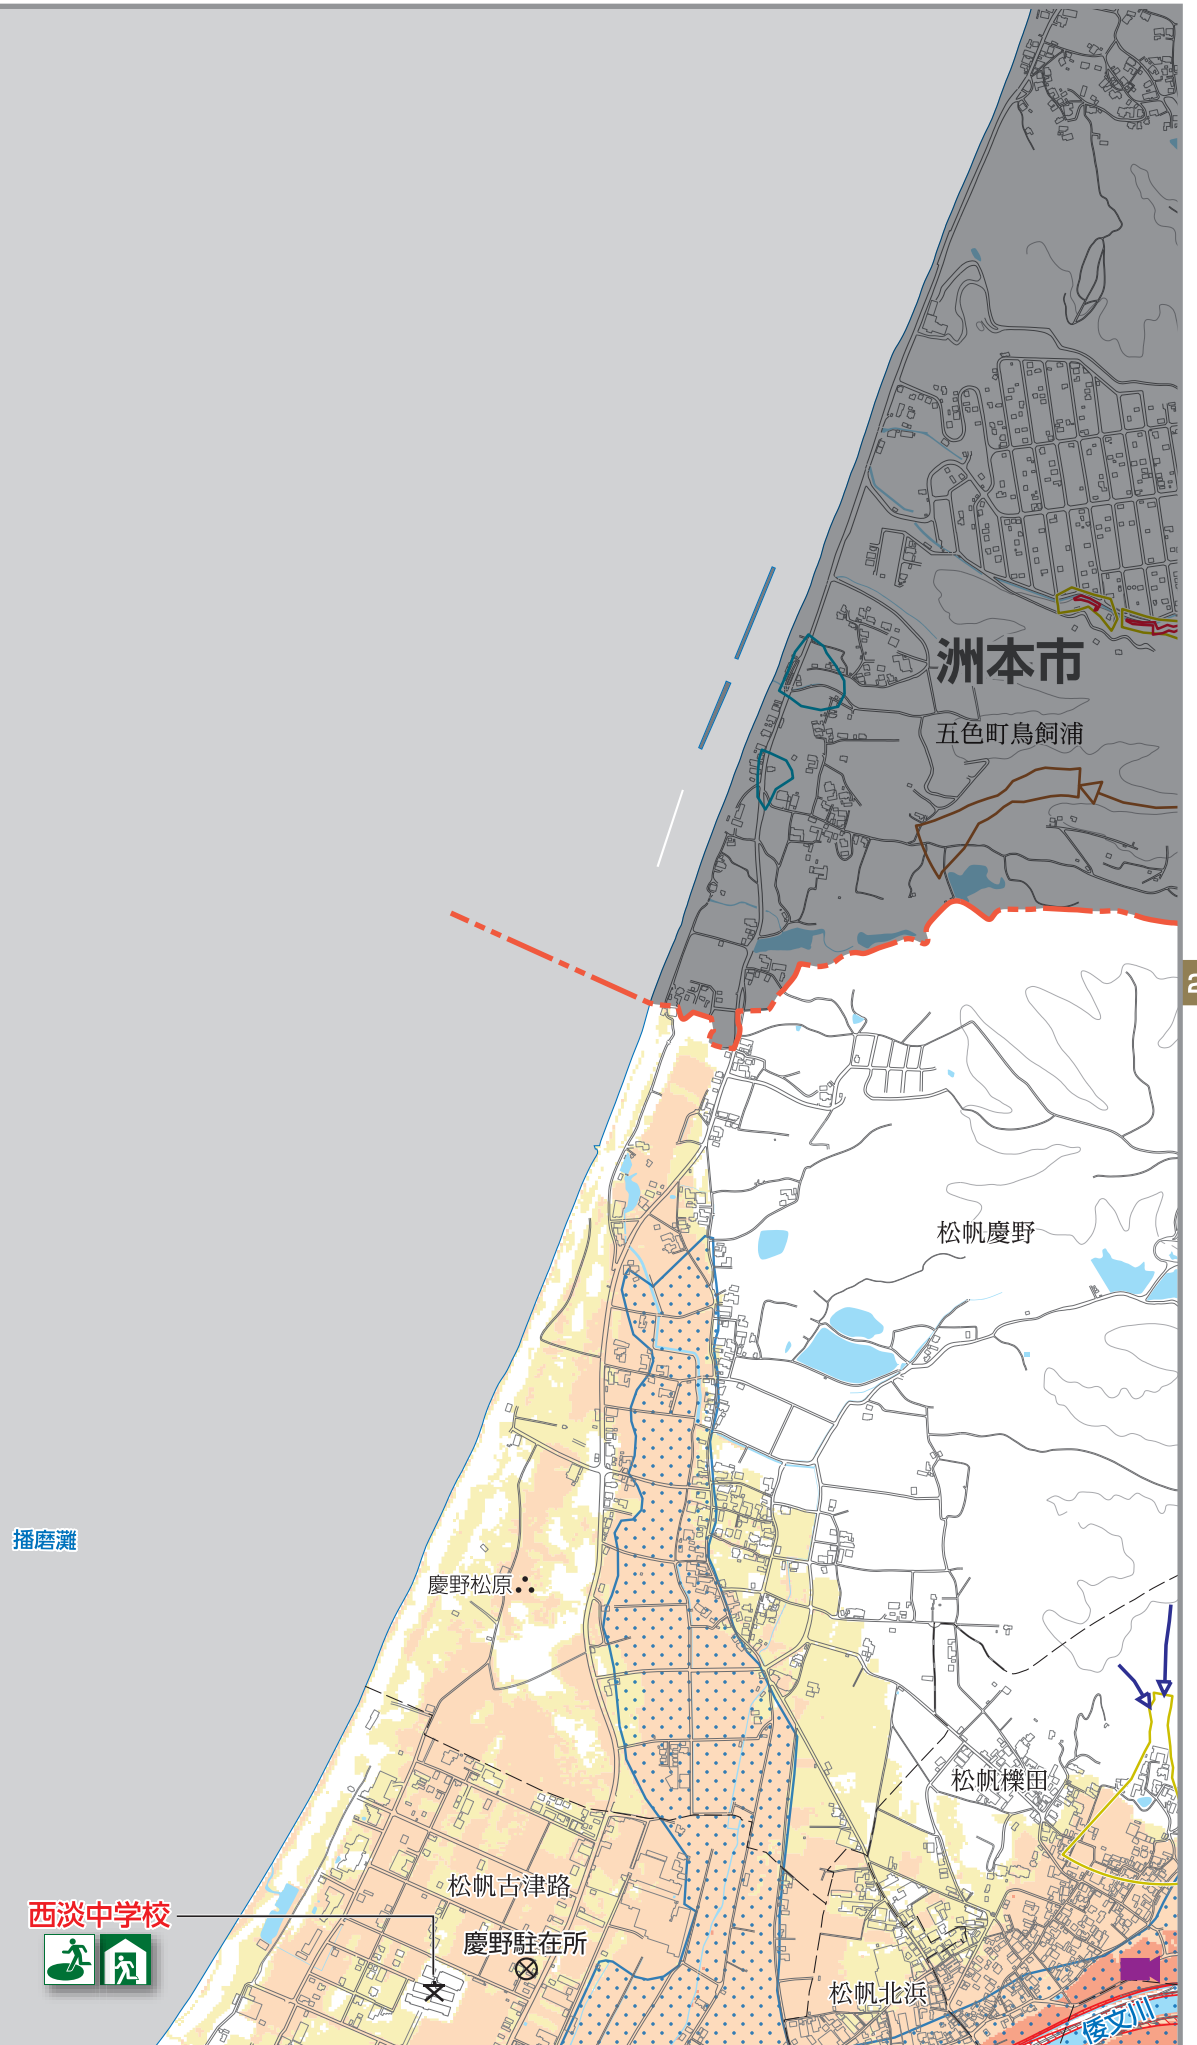 洲本市
五色町鳥飼浦
2
松帆慶野
播磨灘
慶野松原
松帆櫟田
松帆古津路
西淡中学校
慶野駐在所
松帆北浜
倭文川